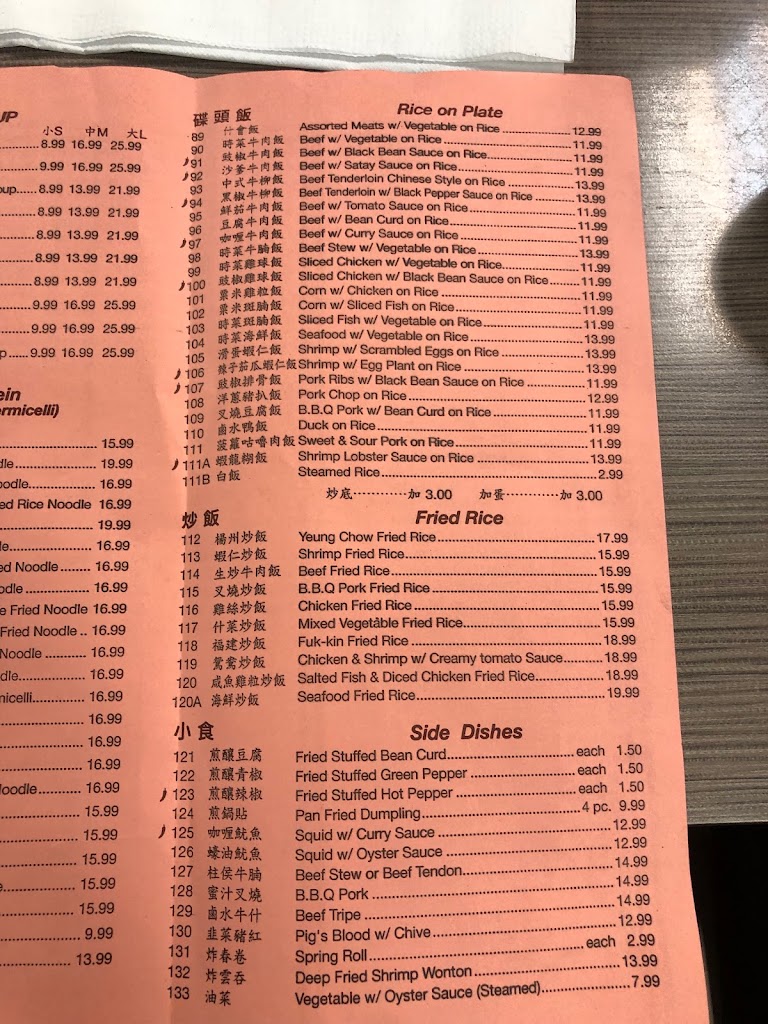 UP
小S 中M 大L
8.99 16.99 25.99
9.99 16.99 25.99
oup...... 8.99 13.99 21.99
8.99 13.99 21.99
8.99 13.99 21.99
8.99 13.99 21.99
8.99 13.99 21.99
9.99 16.99 25.99
9.99 16.99 25.99
p...... 9.99 16.99 25.99
ein
ermicelli)
15.99
dle 19.99
oodle 16.99
ed Rice Noodle 16.99
19.99
le 16.99
ed Noodle 16.99
odle 16.99
e Fried Noodle 16.99
Fried Noodle .. 16.99
Noodle 16.99
dle 16.99
micelli 16.99
16.99
16.99
16.99
Noodle 16.99
15.99
15.99
15.99
15.99
15.99
9.99
13.99
碟頭飯 Rice on Plate
89 什會飯 Assorted Meats w/ Vegetable on Rice 12.99
90 時菜牛肉飯 Beef w/ Vegetable on Rice 11.99
91 豉椒牛肉飯 Beef w/ Black Bean Sauce on Rice 11.99
92 沙爹牛肉飯 Beef w/ Satay Sauce on Rice 11.99
93 中式牛柳飯 Beef Tenderloin Chinese Style on Rice 13.99
94 黑椒牛柳飯 Beef Tenderloin w/ Black Pepper Sauce on Rice 13.99
95 鮮茄牛肉飯 Beef w/ Tomato Sauce on Rice 11.99
96 豆腐牛肉飯 Beef w/ Bean Curd on Rice 11.99
97 咖喱牛肉飯 Beef w/ Curry Sauce on Rice 11.99
98 時菜牛腩飯 Beef Stew w/ Vegetable on Rice 13.99
99 時菜雞球飯 Sliced Chicken w/ Vegetable on Rice 11.99
100 豉椒雞球飯 Sliced Chicken w/ Black Bean Sauce on Rice 11.99
101 粟米雞粒飯 Corn w/ Chicken on Rice 11.99
102 粟米斑腩飯 Corn w/ Sliced Fish on Rice 11.99
103 時菜斑腩飯 Sliced Fish w/ Vegetable on Rice 11.99
104 時菜海鮮飯 Seafood w/ Vegetable on Rice 13.99
105 滑蛋蝦仁飯 Shrimp w/ Scrambled Eggs on Rice 13.99
106 辣子茄瓜蝦仁飯 Shrimp w/ Egg Plant on Rice 13.99
107 豉椒排骨飯 Pork Ribs w/ Black Bean Sauce on Rice 11.99
108 洋蔥豬扒飯 Pork Chop on Rice 12.99
109 叉燒豆腐飯 B.B.Q Pork w/ Bean Curd on Rice 11.99
110 鹵水鴨飯 Duck on Rice 11.99
111 菠蘿咕嚕肉飯 Sweet & Sour Pork on Rice 11.99
111A 蝦龍糊飯 Shrimp Lobster Sauce on Rice 13.99
111B 白飯 Steamed Rice 2.99
炒底............加 3.00 加蛋............加 3.00
炒飯 Fried Rice
112 楊州炒飯 Yeung Chow Fried Rice 17.99
113 蝦仁炒飯 Shrimp Fried Rice 15.99
114 生炒牛肉飯 Beef Fried Rice 15.99
115 叉燒炒飯 B.B.Q Pork Fried Rice 15.99
116 雞絲炒飯 Chicken Fried Rice 15.99
117 什菜炒飯 Mixed Vegetable Fried Rice 15.99
118 福建炒飯 Fuk-kin Fried Rice 18.99
119 鴛鴦炒飯 Chicken & Shrimp w/ Creamy tomato Sauce 18.99
120 咸魚雞粒炒飯 Salted Fish & Diced Chicken Fried Rice 18.99
120A 海鮮炒飯 Seafood Fried Rice 19.99
小食 Side Dishes
121 煎釀豆腐 Fried Stuffed Bean Curd each 1.50
122 煎釀青椒 Fried Stuffed Green Pepper each 1.50
123 煎釀辣椒 Fried Stuffed Hot Pepper each 1.50
124 煎鍋貼 Pan Fried Dumpling 4 pc. 9.99
125 咖喱魷魚 Squid w/ Curry Sauce 12.99
126 蠔油魷魚 Squid w/ Oyster Sauce 12.99
127 柱侯牛腩 Beef Stew or Beef Tendon 14.99
128 蜜汁叉燒 B.B.Q Pork 14.99
129 鹵水牛什 Beef Tripe 14.99
130 韭菜豬紅 Pig's Blood w/ Chive 12.99
131 炸春卷 Spring Roll each 2.99
132 炸雲吞 Deep Fried Shrimp Wonton 13.99
133 油菜 Vegetable w/ Oyster Sauce (Steamed) 7.99